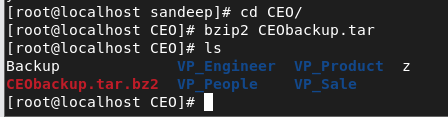 [root@localhost sandeep]# cd CEO/
[root@localhost CEO]# bzip2 CEObackup.tar
[root@localhost CEO]# ls
Backup VP_Engineer VP_Product z
CEObackup.tar.bz2 VP_People VP_Sale
[root@localhost CEO]#